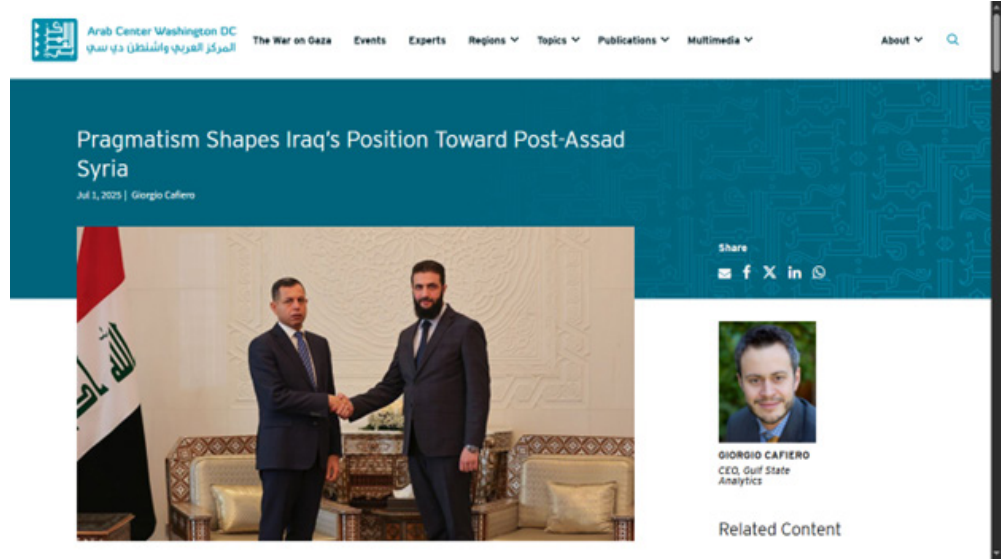 Arab Center Washington DC
المركز العربي واشنطن دي سي
The War on Gaza Events Experts Regions Topics Publications Multimedia About
Pragmatism Shapes Iraq's Position Toward Post-Assad
Syria
Jul 1, 2025 | Giorgio Cafiero
Share
GIORGIO CAFIERO
CEO, Gulf State
Analytics
Related Content